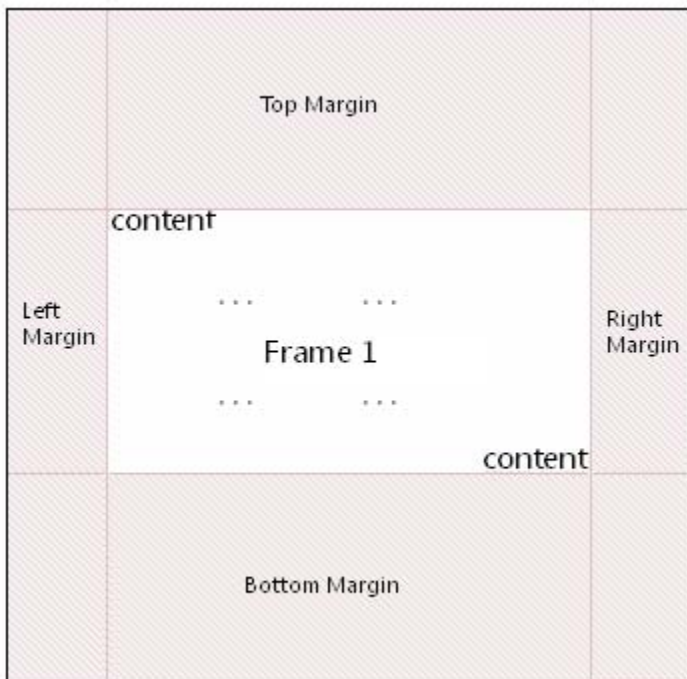 Top Margin
content
... ...
Left
Margin
Right
Margin
Frame 1
... ...
content
Bottom Margin